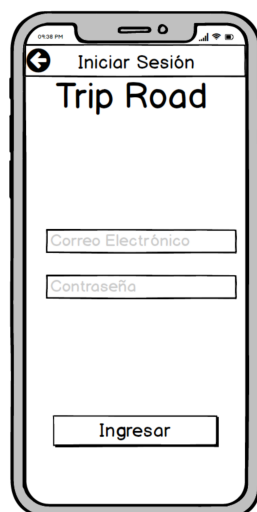 09:38 PM
Iniciar Sesión
Trip Road
Correo Electrónico
Contraseña
Ingresar